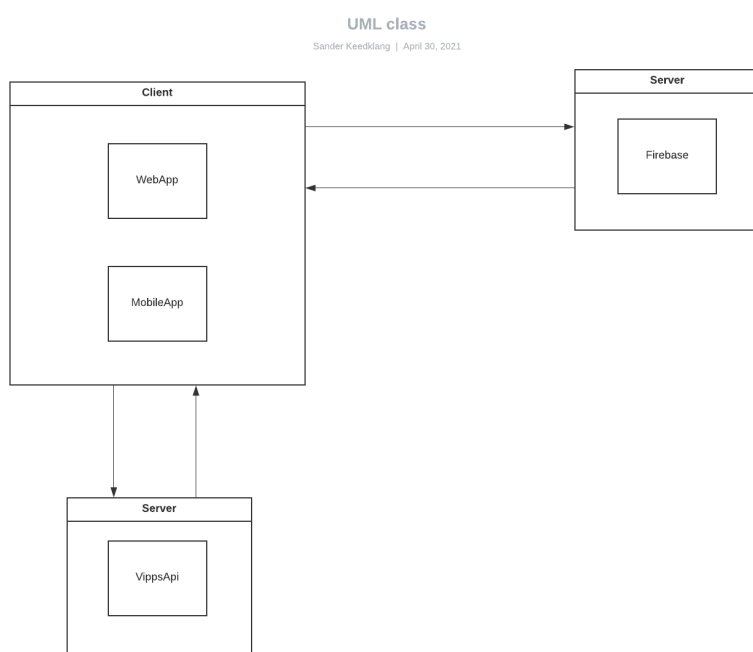 UML class
Sander Keedklang | April 30, 2021
Client
Server
WebApp
Firebase
MobileApp
Server
VippsApi